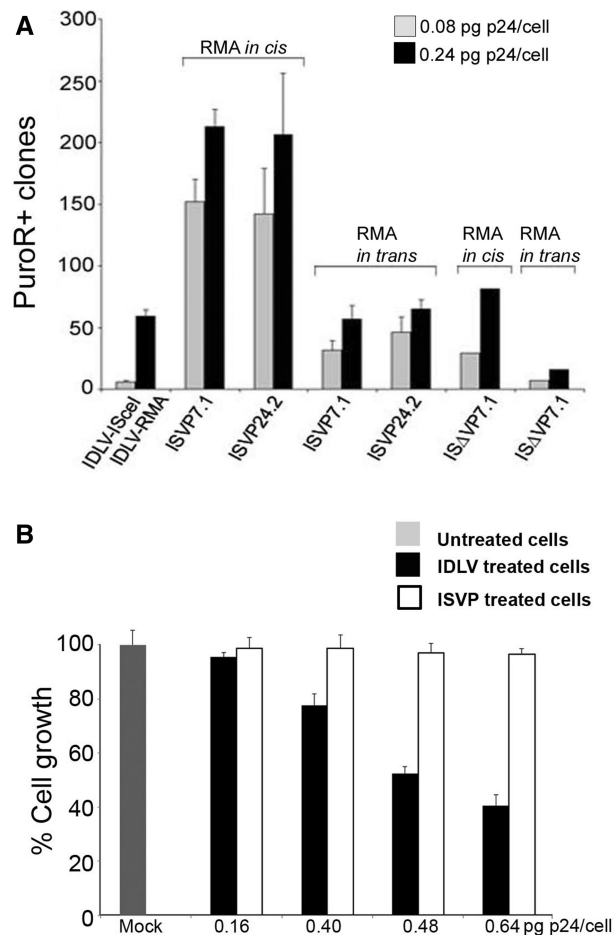 A
0.08 pg p24/cell
0.24 pg p24/cell
PuroR+ clones
300
250
200
150
100
50
0
RMA in cis
RMA
in trans
RMA
in cis
RMA
in trans
IDLV-ISceI
IDLV-RMA
ISVP7.1
ISVP24.2
ISVP7.1
ISVP24.2
ISΔVP7.1
ISΔVP7.1
B
Untreated cells
IDLV treated cells
ISVP treated cells
% Cell growth
100
80
60
40
20
0
Mock 0.16 0.40 0.48 0.64 pg p24/cell